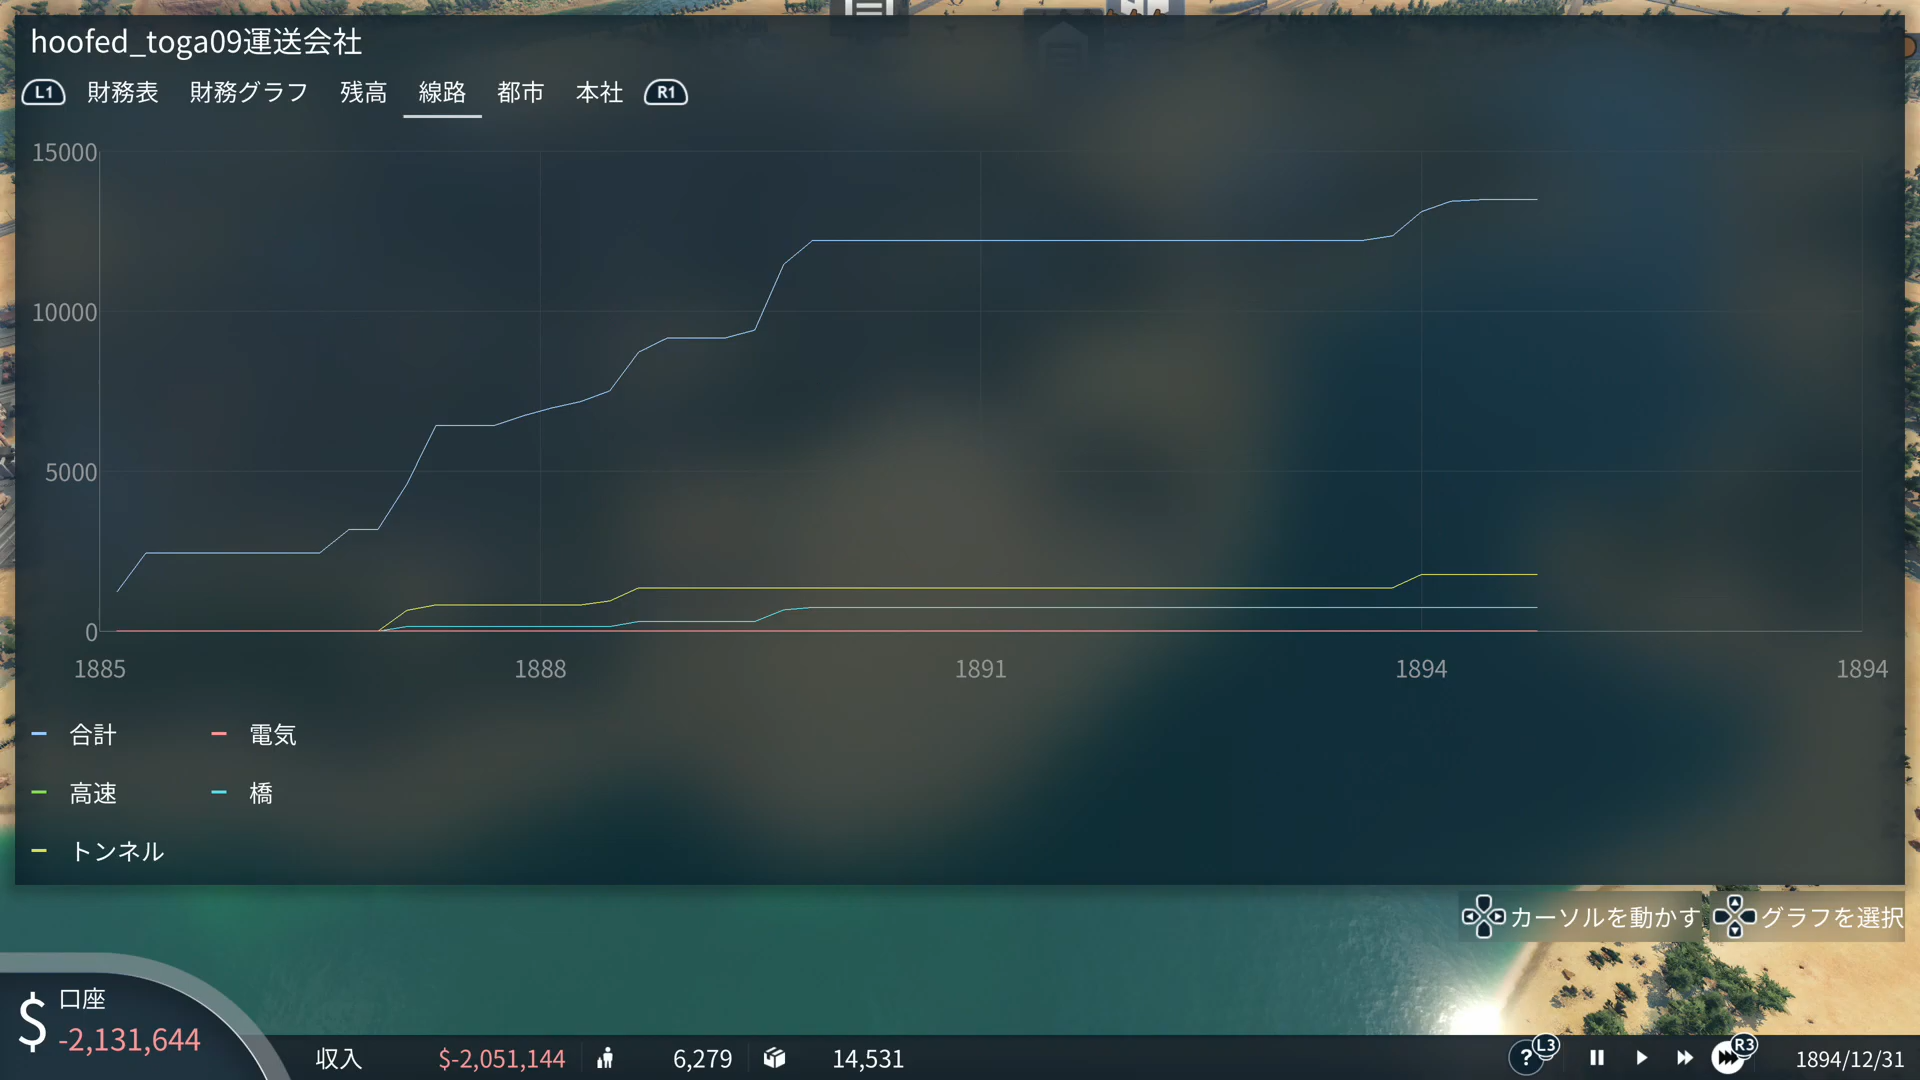 hoofed_toga09運送会社
L1 財務表 財務グラフ 残高 線路 都市 本社 R1
15000
10000
5000
0
1885 1888 1891 1894 1894
合計 電気
高速 橋
トンネル
カーソルを動かす グラフを選択
$ 口座
-2,131,644
収入 $-2,051,144 6,279 14,531 ? L3 R3 1894/12/31